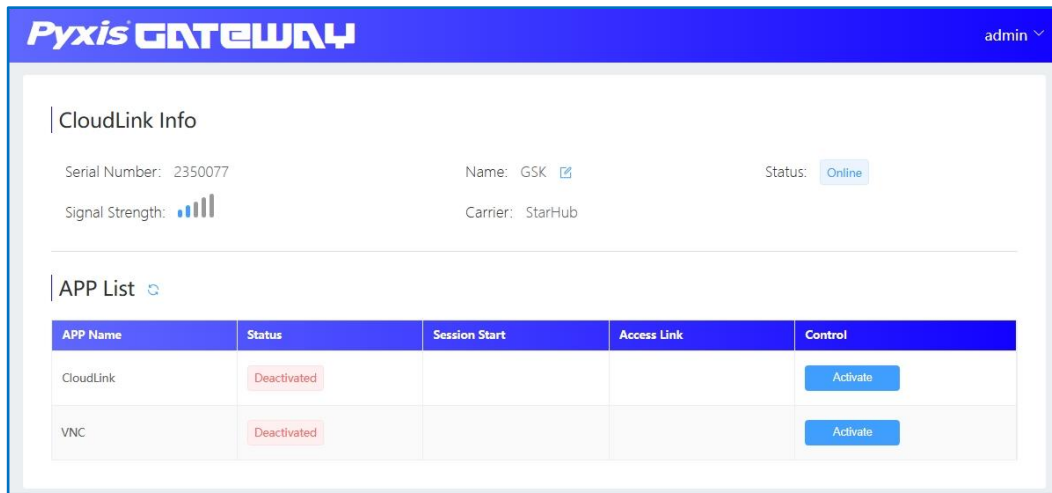 Pyxis GATEWAY
admin
CloudLink Info
Serial Number: 2350077
Name: GSK
Status: Online
Signal Strength:
Carrier: StarHub
APP List
APP Name Status Session Start Access Link Control
CloudLink Deactivated Activate
VNC Deactivated Activate